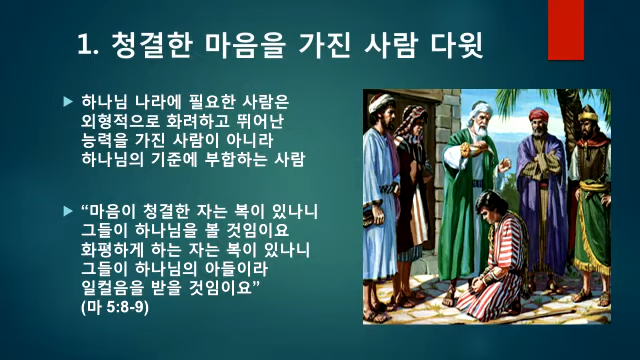 1. 청결한 마음을 가진 사람 다윗
하나님 나라에 필요한 사람은
외형적으로 화려하고 뛰어난
능력을 가진 사람이 아니라
하나님의 기준에 부합하는 사람
“마음이 청결한 자는 복이 있나니
그들이 하나님을 볼 것임이요
화평하게 하는 자는 복이 있나니
그들이 하나님의 아들이라
일컬음을 받을 것임이요”
(마 5:8-9)